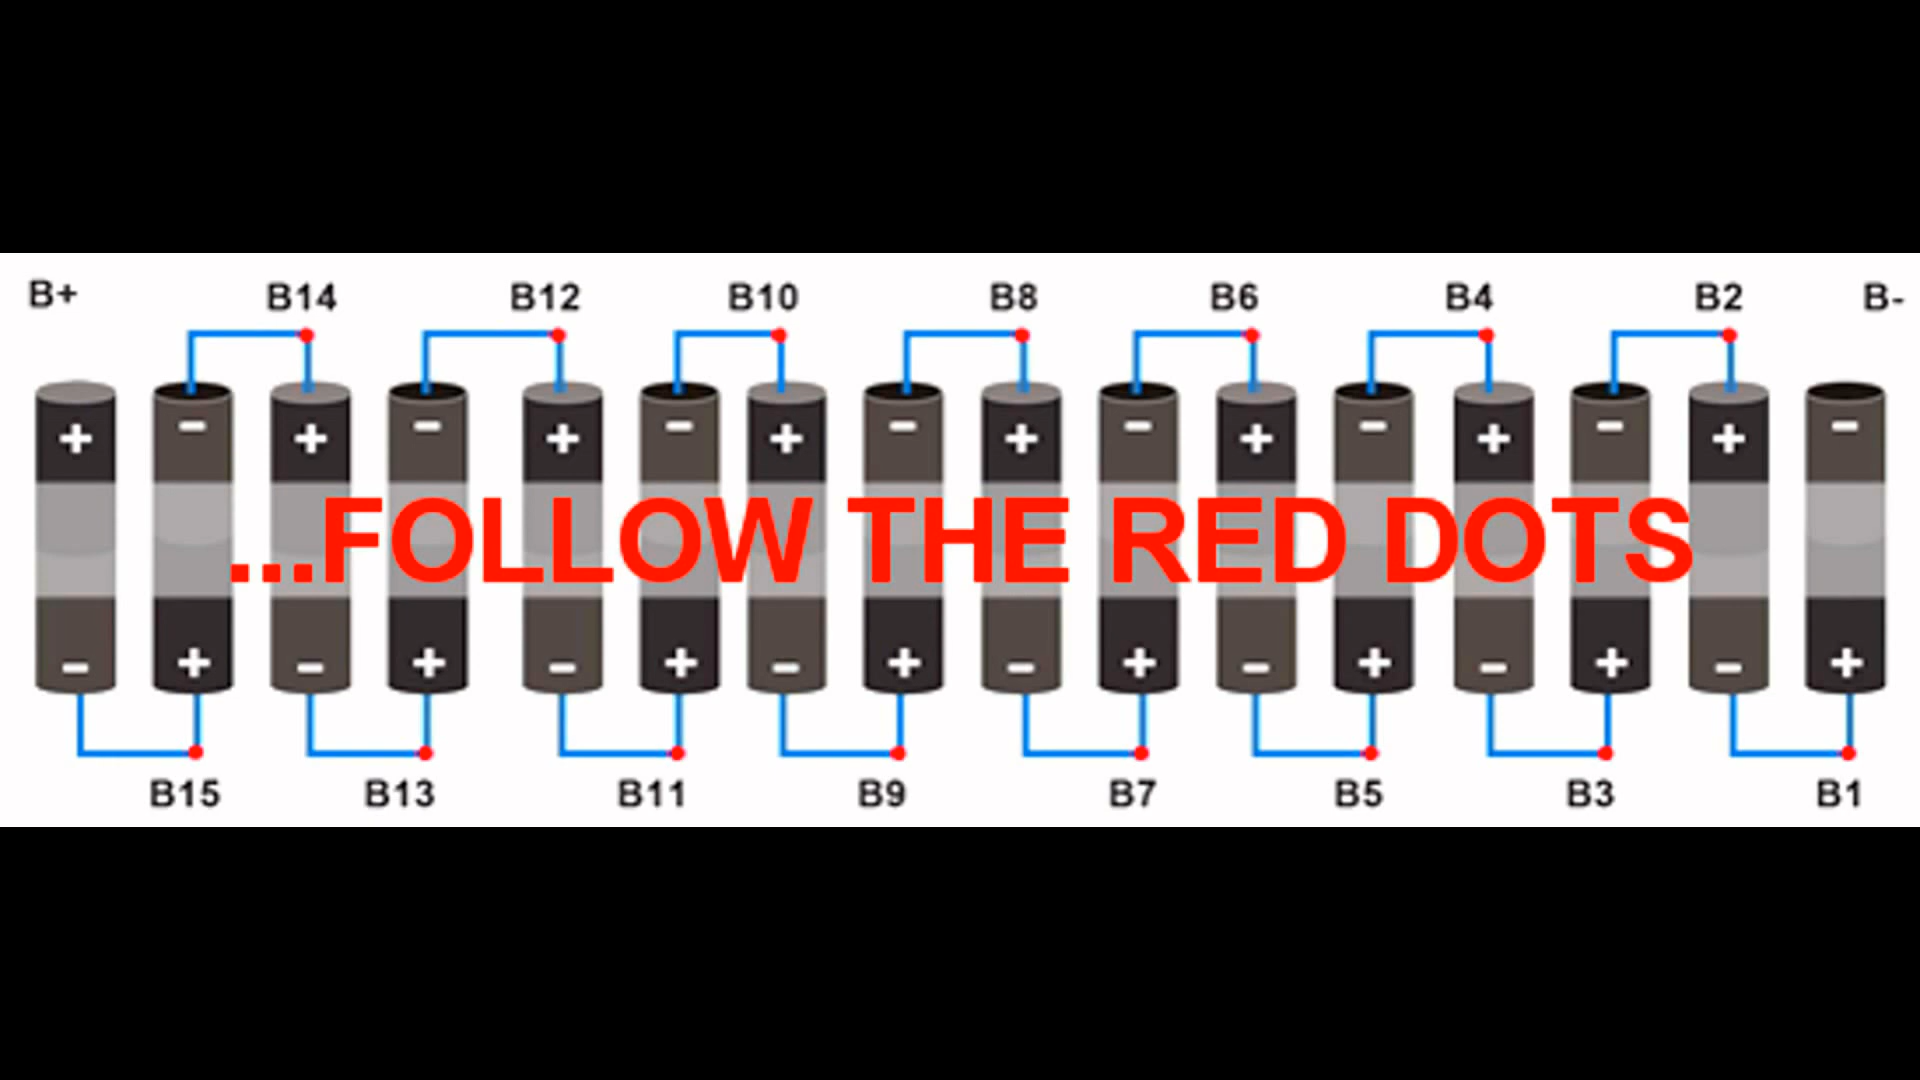 B+ B14 B12 B10 B8 B6 B4 B2 B-
+ - + - + - + - + - + - + - + -
...FOLLOW THE RED DOTS
- + - + - + - + - + - + - + - +
B15 B13 B11 B9 B7 B5 B3 B1